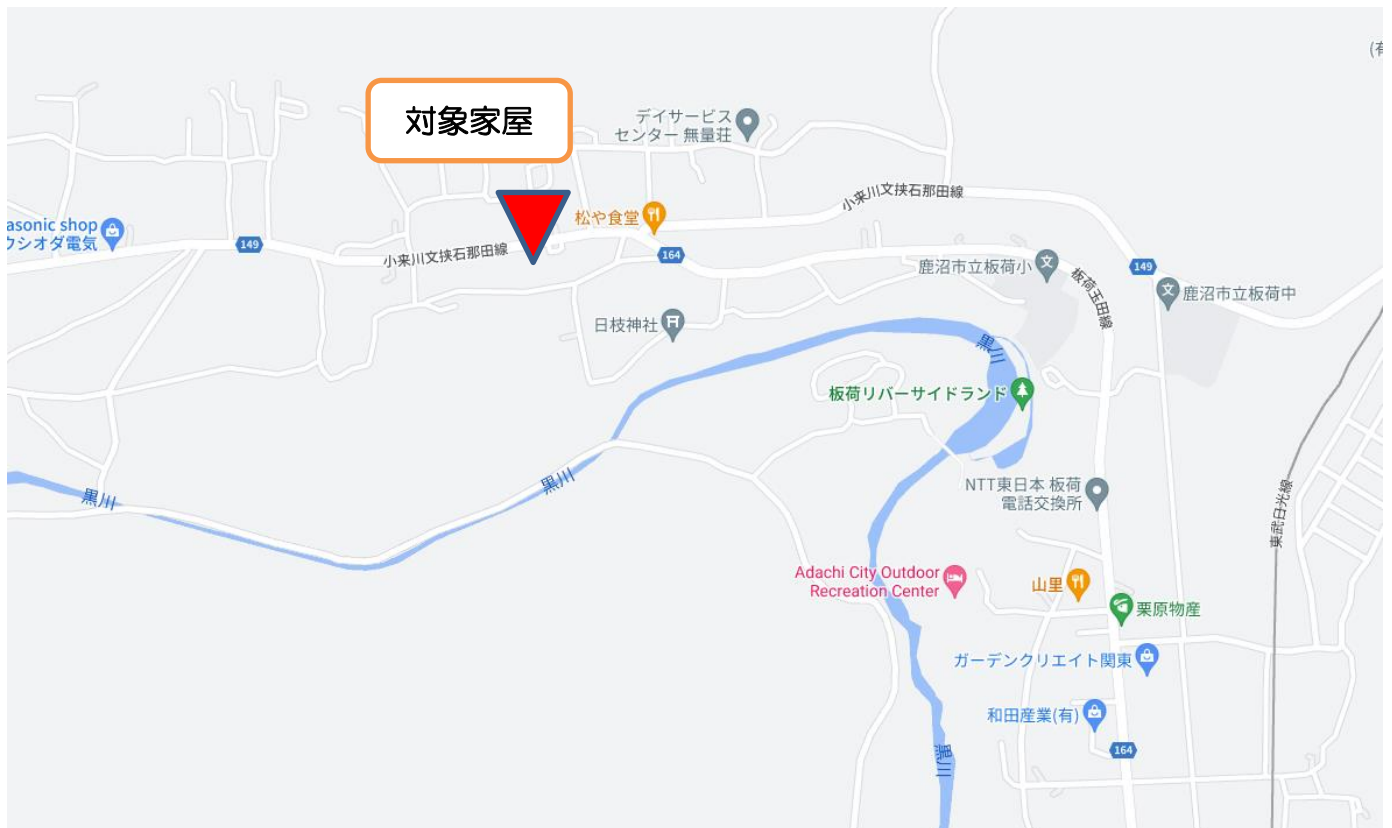 (有
対象家屋
デイサービス
センター 無量荘
小来川文挟石那田線
asonic shop
ウシオダ電気
149
小来川文挟石那田線
松や食堂
164
鹿沼市立板荷小
板荷玉田線
149
鹿沼市立板荷中
日枝神社
黒川
板荷リバーサイドランド
黒川
黒川
NTT東日本 板荷
電話交換所
東武日光線
Adachi City Outdoor
Recreation Center
山里
栗原物産
ガーデンクリエイト関東
和田産業(有)
164
黒川